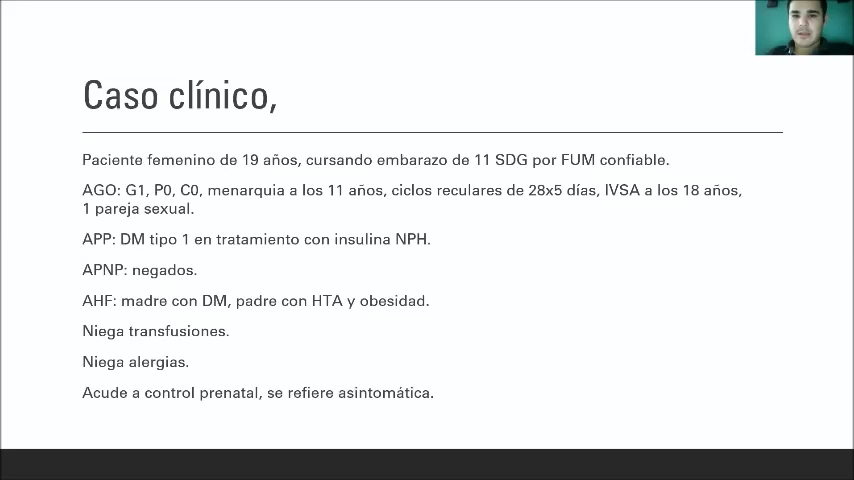 Caso clínico,
Paciente femenino de 19 años, cursando embarazo de 11 SDG por FUM confiable.
AGO: G1, P0, C0, menarquia a los 11 años, ciclos reculares de 28x5 días, IVSA a los 18 años,
1 pareja sexual.
APP: DM tipo 1 en tratamiento con insulina NPH.
APNP: negados.
AHF: madre con DM, padre con HTA y obesidad.
Niega transfusiones.
Niega alergias.
Acude a control prenatal, se refiere asintomática.